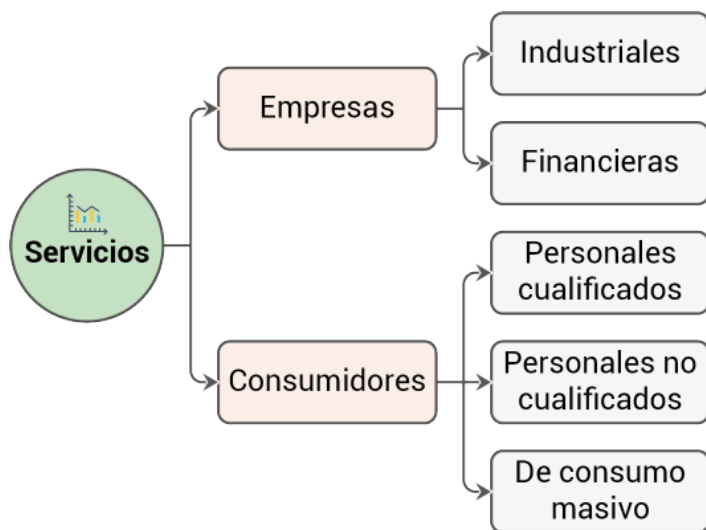 Servicios
Empresas
Industriales
Financieras
Consumidores
Personales
cualificados
Personales no
cualificados
De consumo
masivo